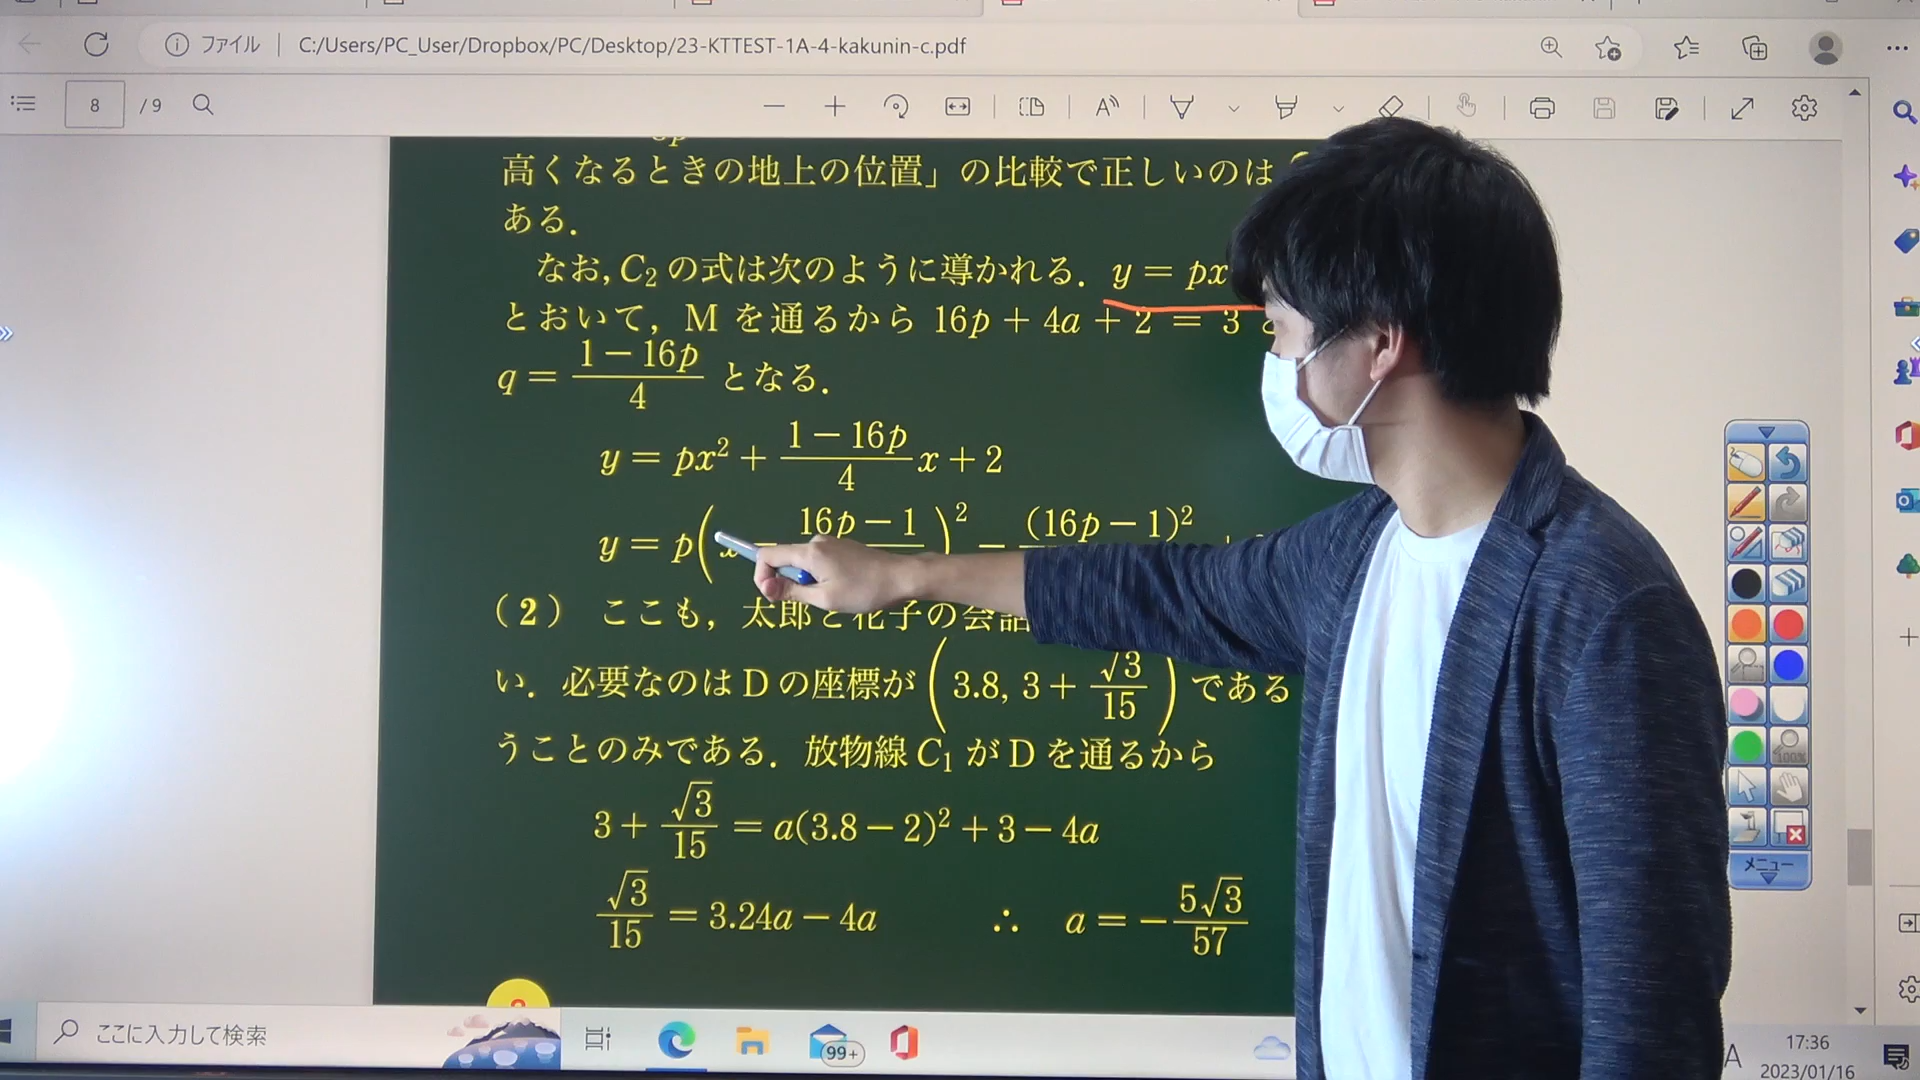 ファイル C:/Users/PC_User/Dropbox/PC/Desktop/23-KTTEST-1A-4-kakunin-c.pdf
8 / 9
高くなるときの地上の位置」の比較で正しいのは
ある.
なお, C₂ の式は次のように導かれる. y = px
とおいて, M を通るから 16p + 4a + 2 = 3
q = (1 − 16p)/4 となる.
y = px² + (1 − 16p)/4 x + 2
y = p(x − 16p − 1 )² − (16p − 1)² +
(2) ここも, 太郎と花子の会話
い. 必要なのは D の座標が (3.8, 3 + √3/15) である
うことのみである. 放物線 C₁ が D を通るから
3 + √3/15 = a(3.8 − 2)² + 3 − 4a
√3/15 = 3.24a − 4a ∴ a = − 5√3/57
メニュー
100%
ここに入力して検索
99+
A
17:36
2023/01/16